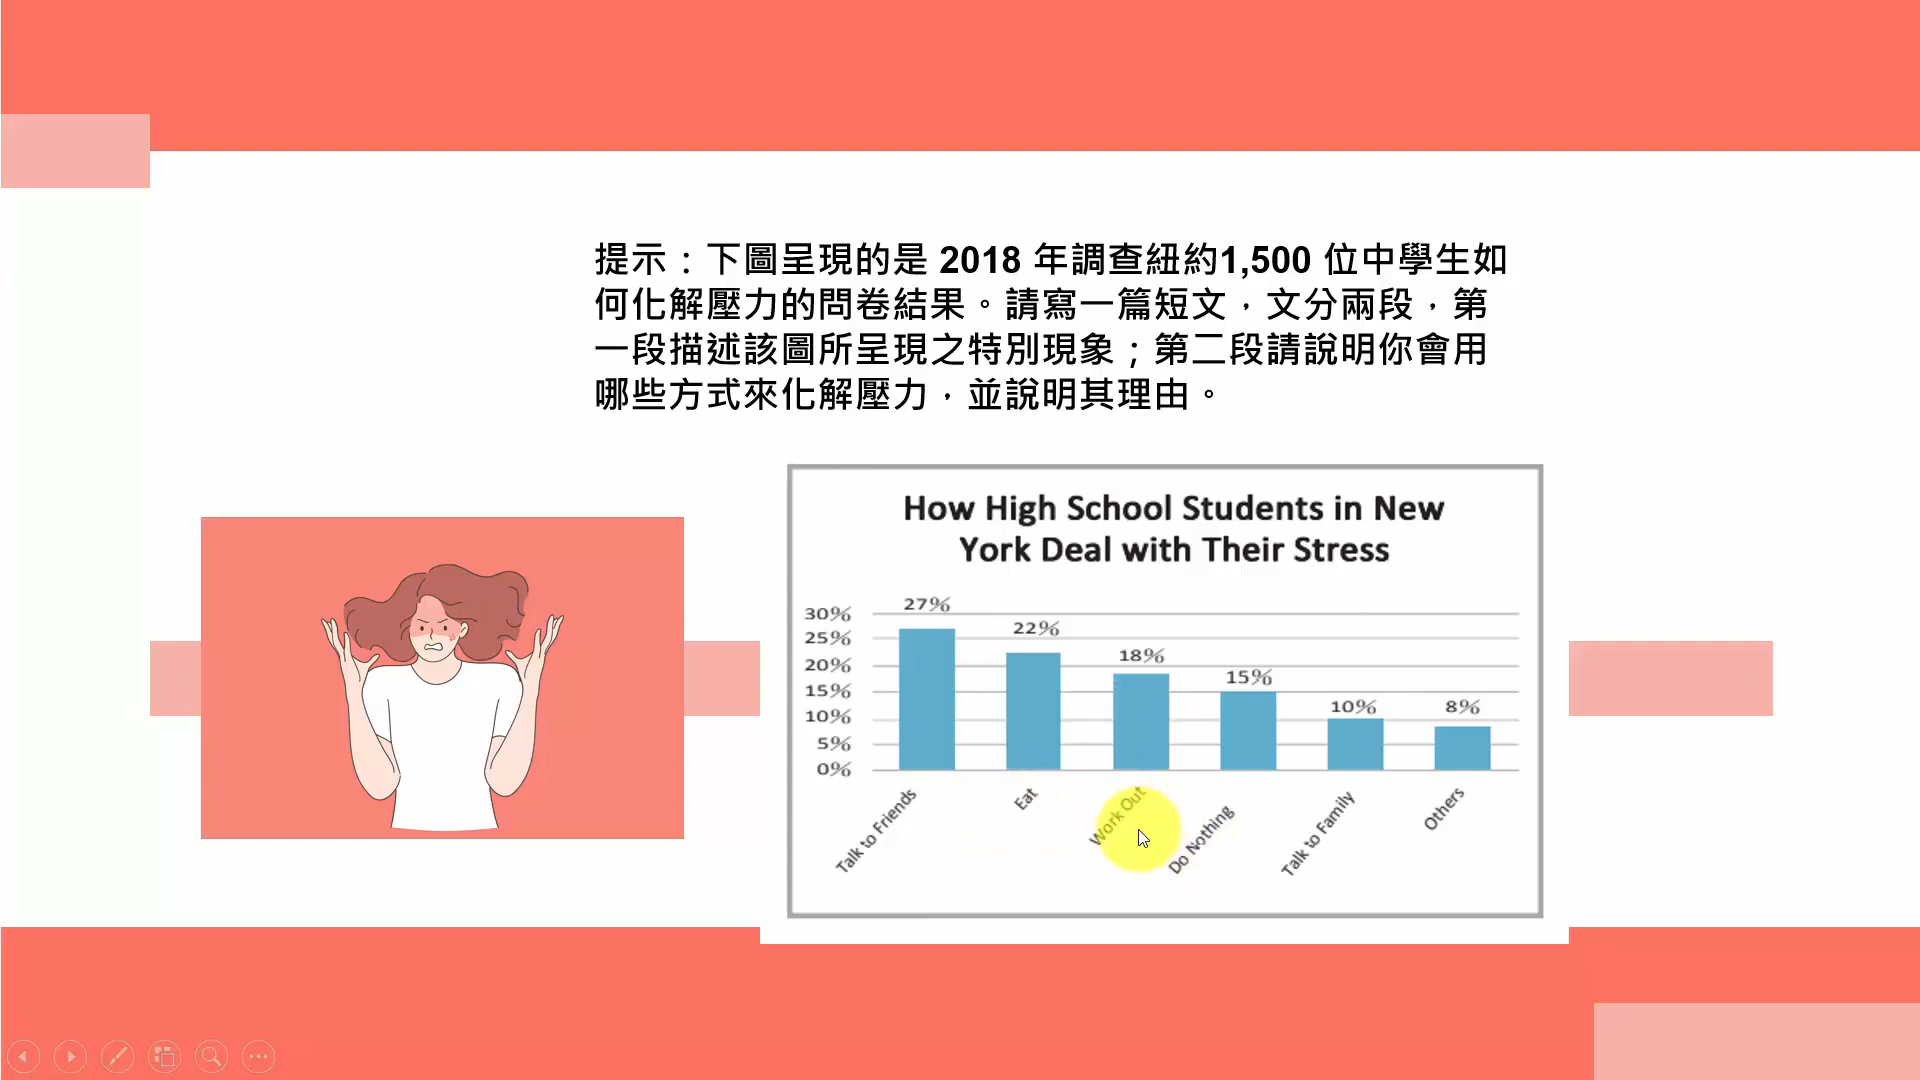 提示：下圖呈現的是 2018 年調查紐約1,500 位中學生如
何化解壓力的問卷結果。請寫一篇短文，文分兩段，第
一段描述該圖所呈現之特別現象；第二段請說明你會用
哪些方式來化解壓力，並說明其理由。
How High School Students in New
York Deal with Their Stress
30%
25%
20%
15%
10%
5%
0%
27%
22%
18%
15%
10%
8%
Talk to Friends
Eat
Work Out
Do Nothing
Talk to Family
Others